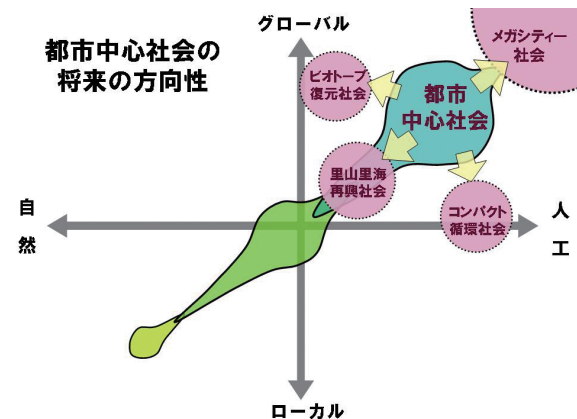 都市中心社会の
将来の方向性
グローバル
メガシティー
社会
ビオトープ
復元社会
都市
中心社会
里山里海
再興社会
コンパクト
循環社会
自
然
人
工
ローカル